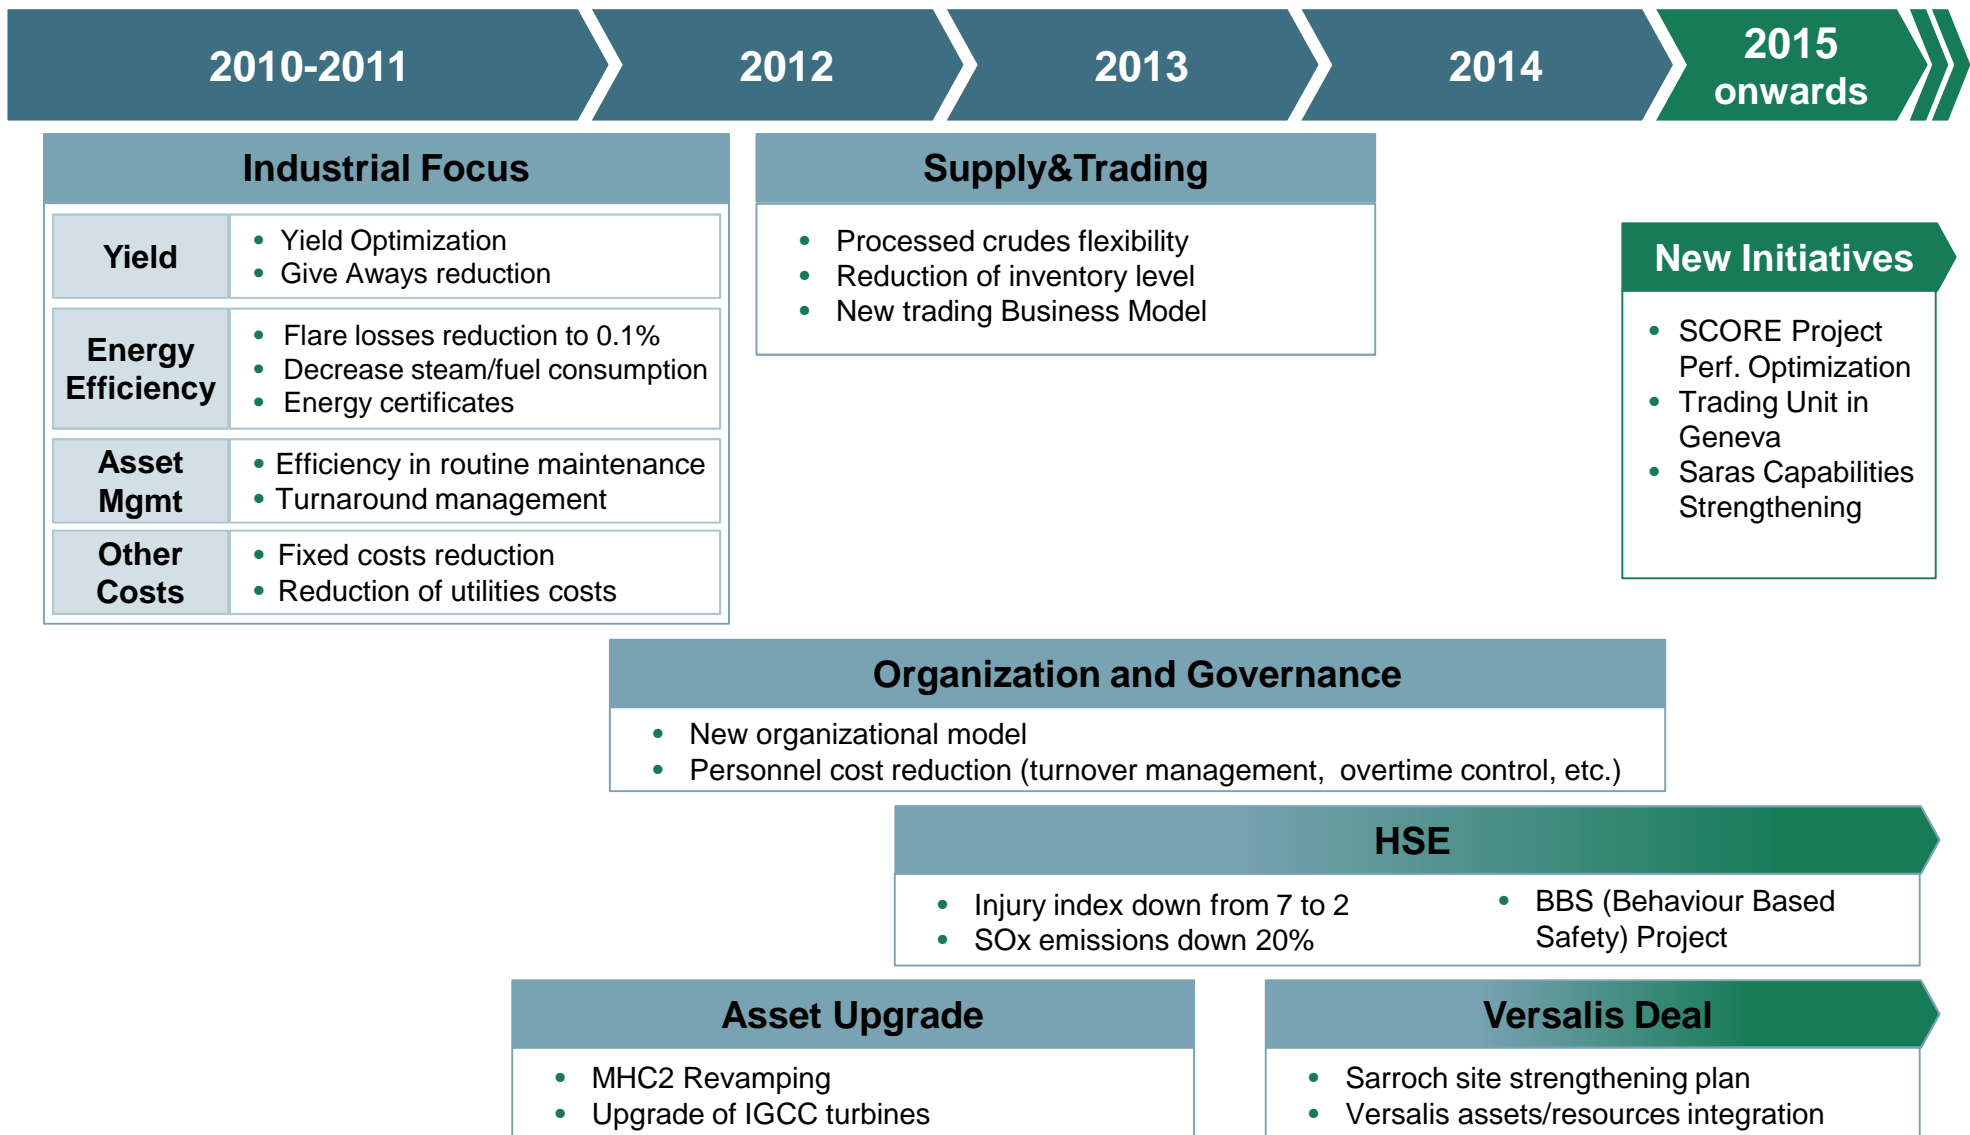 2010-2011
2012
2013
2014
2015
onwards
Industrial Focus
Yield
• Yield Optimization
• Give Aways reduction
Energy
Efficiency
• Flare losses reduction to 0.1%
• Decrease steam/fuel consumption
• Energy certificates
Asset
Mgmt
• Efficiency in routine maintenance
• Turnaround management
Other
Costs
• Fixed costs reduction
• Reduction of utilities costs
Supply&Trading
• Processed crudes flexibility
• Reduction of inventory level
• New trading Business Model
New Initiatives
• SCORE Project
Perf. Optimization
• Trading Unit in
Geneva
• Saras Capabilities
Strengthening
Organization and Governance
• New organizational model
• Personnel cost reduction (turnover management,  overtime control, etc.)
HSE
• Injury index down from 7 to 2
• SOx emissions down 20%
• BBS (Behaviour Based
Safety) Project
Asset Upgrade
• MHC2 Revamping
• Upgrade of IGCC turbines
Versalis Deal
• Sarroch site strengthening plan
• Versalis assets/resources integration